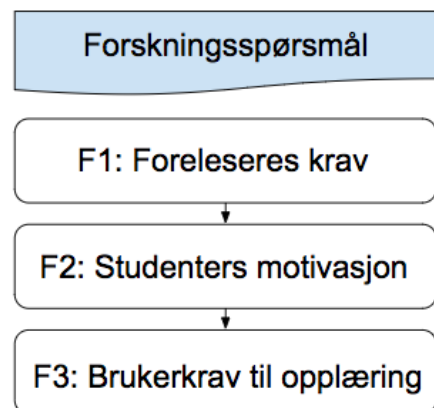 Forskningsspørsmål
F1: Foreleseres krav
F2: Studenters motivasjon
F3: Brukerkrav til opplæring